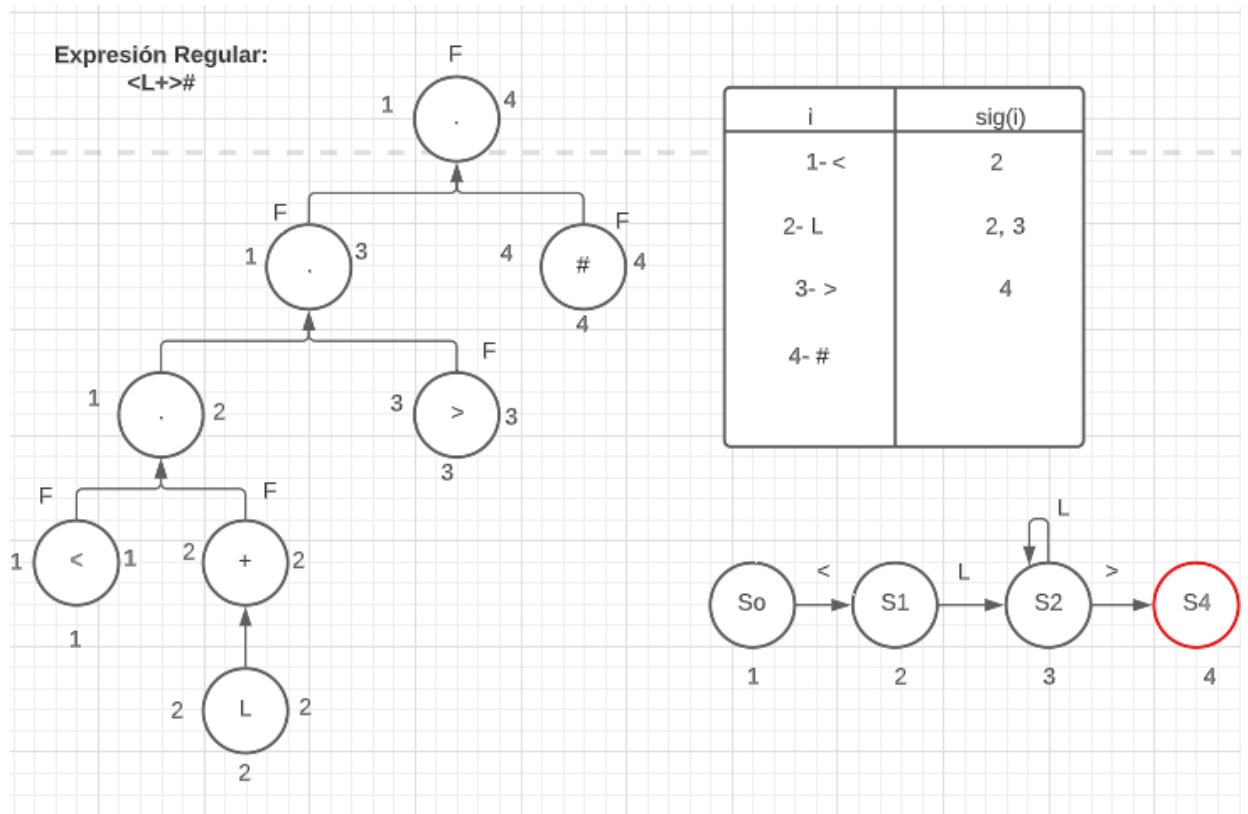 Expresión Regular:
<L+>#
F
1 . 4
F
1 . 3
F
4 # 4
4
1 . 2
F
3 > 3
3
F
1 < 1
1
F
2 + 2
2 L 2
2
i sig(i)
1- < 2
2- L 2, 3
3- > 4
4- #
L
< L >
So S1 S2 S4
1 2 3 4